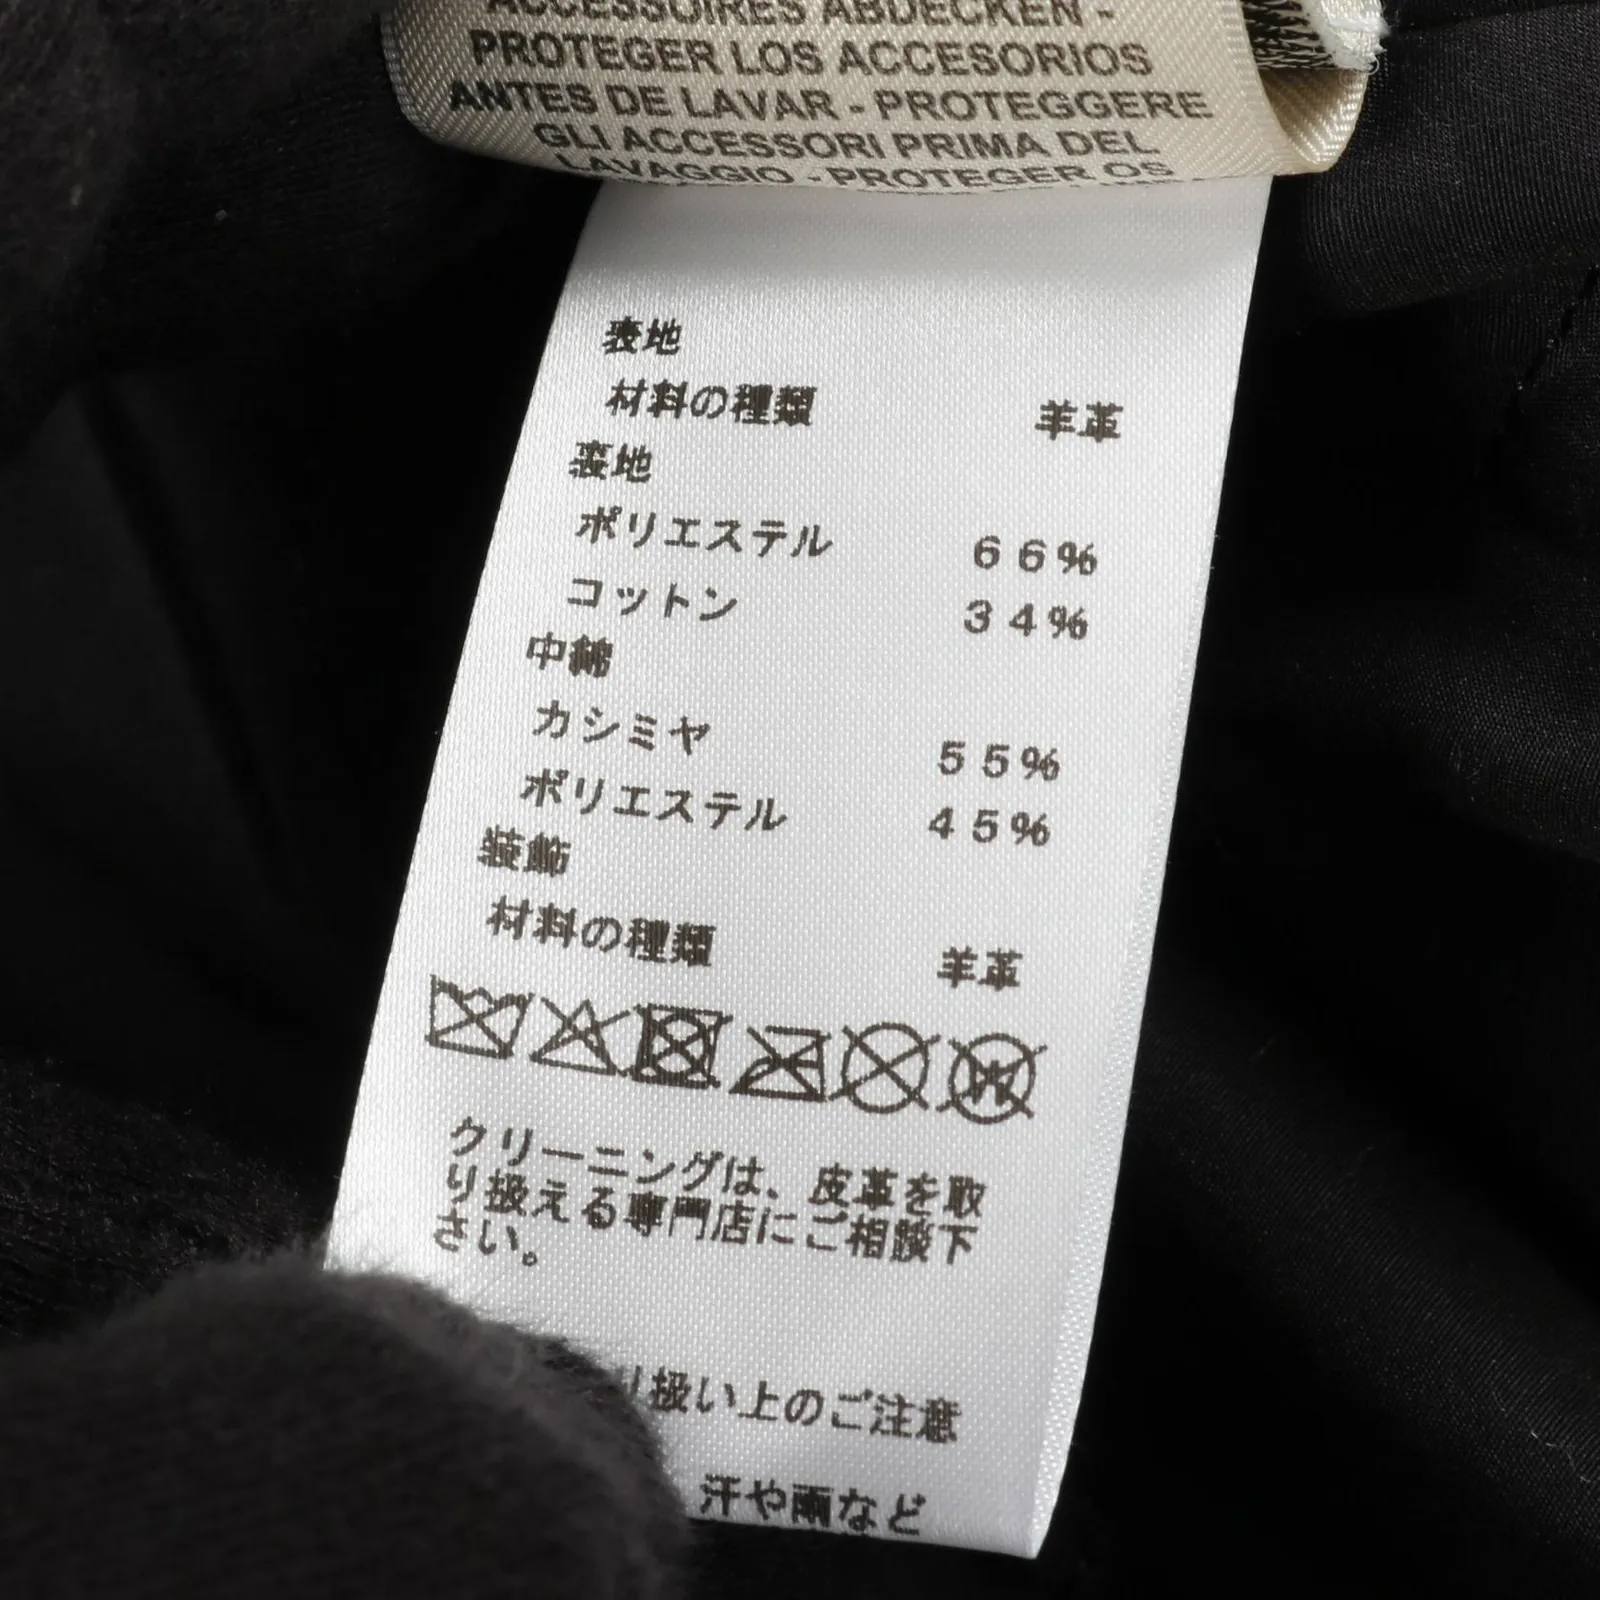 ACCESSOIRES ABDECKEN -
PROTEGER LOS ACCESORIOS
ANTES DE LAVAR - PROTEGGERE
GLI ACCESSORI PRIMA DEL
LAVAGGIO - PROTEGER OS
表地
材料の種類 羊革
裏地
ポリエステル 66%
コットン 34%
中綿
カシミヤ 55%
ポリエステル 45%
装飾
材料の種類 羊革
W
クリーニングは、皮革を取
り扱える専門店にご相談下
さい。
り扱い上のご注意
汗や雨など